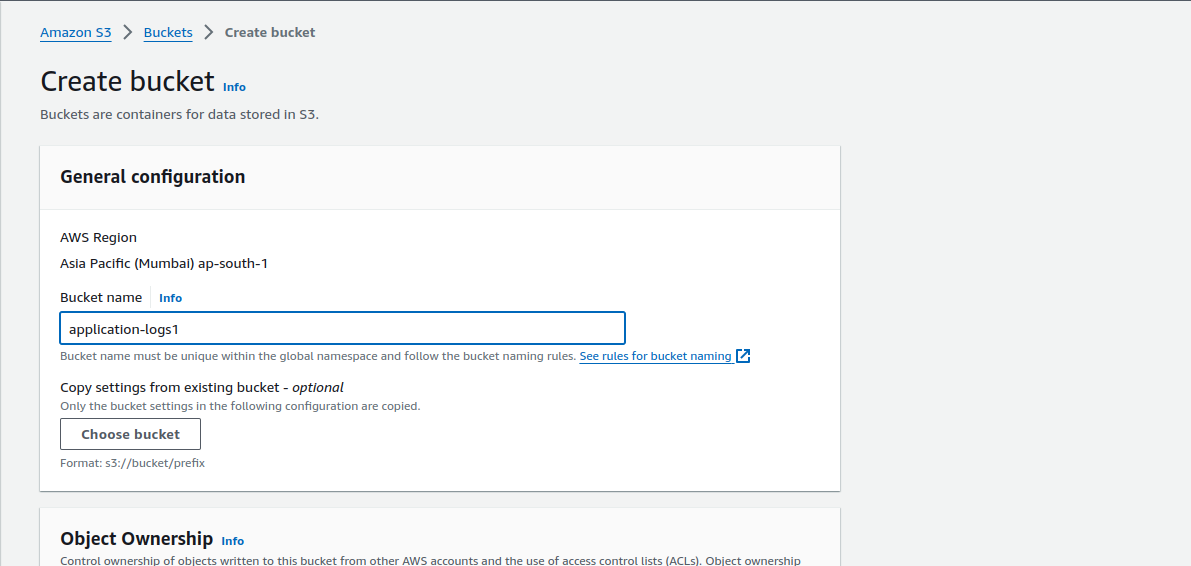 Amazon S3 > Buckets > Create bucket
Create bucket Info
Buckets are containers for data stored in S3.
General configuration
AWS Region
Asia Pacific (Mumbai) ap-south-1
Bucket name Info
application-logs1
Bucket name must be unique within the global namespace and follow the bucket naming rules. See rules for bucket naming
Copy settings from existing bucket - optional
Only the bucket settings in the following configuration are copied.
Choose bucket
Format: s3://bucket/prefix
Object Ownership Info
Control ownership of objects written to this bucket from other AWS accounts and the use of access control lists (ACLs). Object ownership